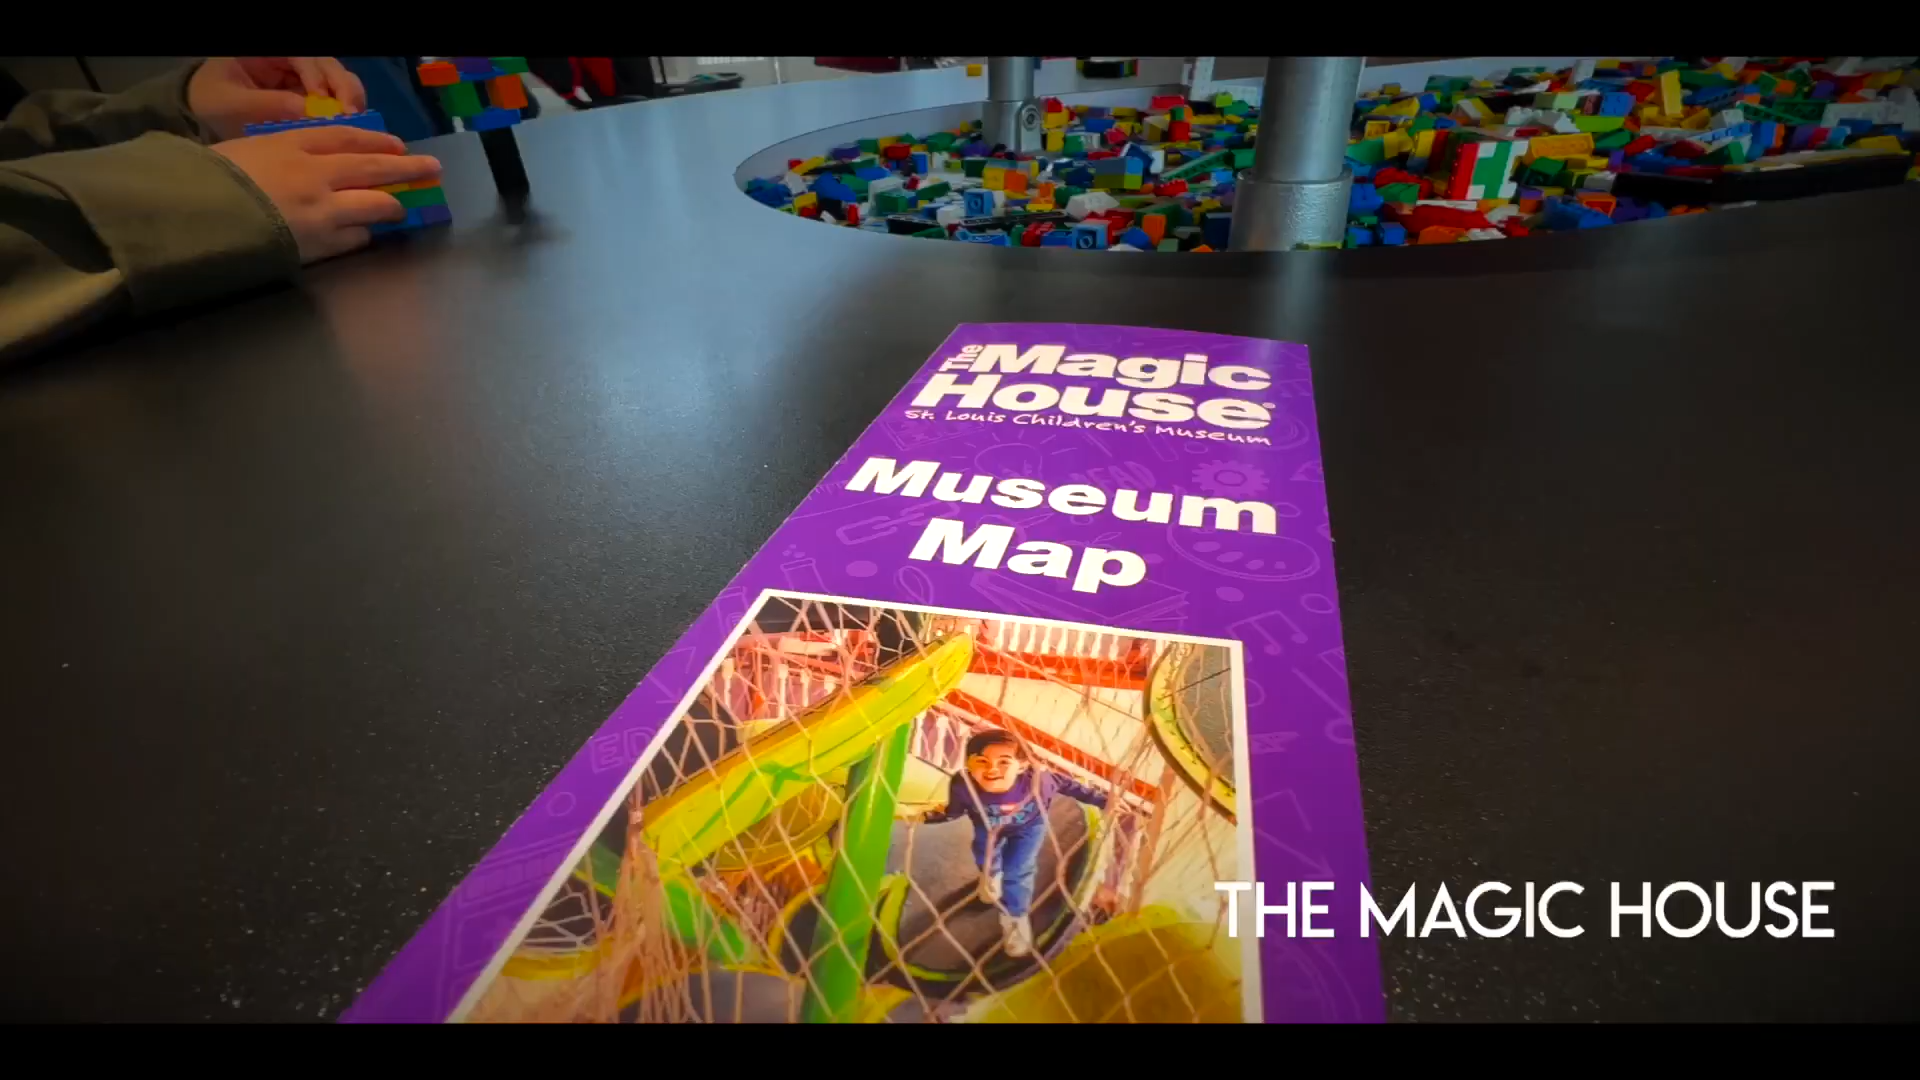 The Magic
House®
St. Louis Children's Museum
Museum
Map
THE MAGIC HOUSE